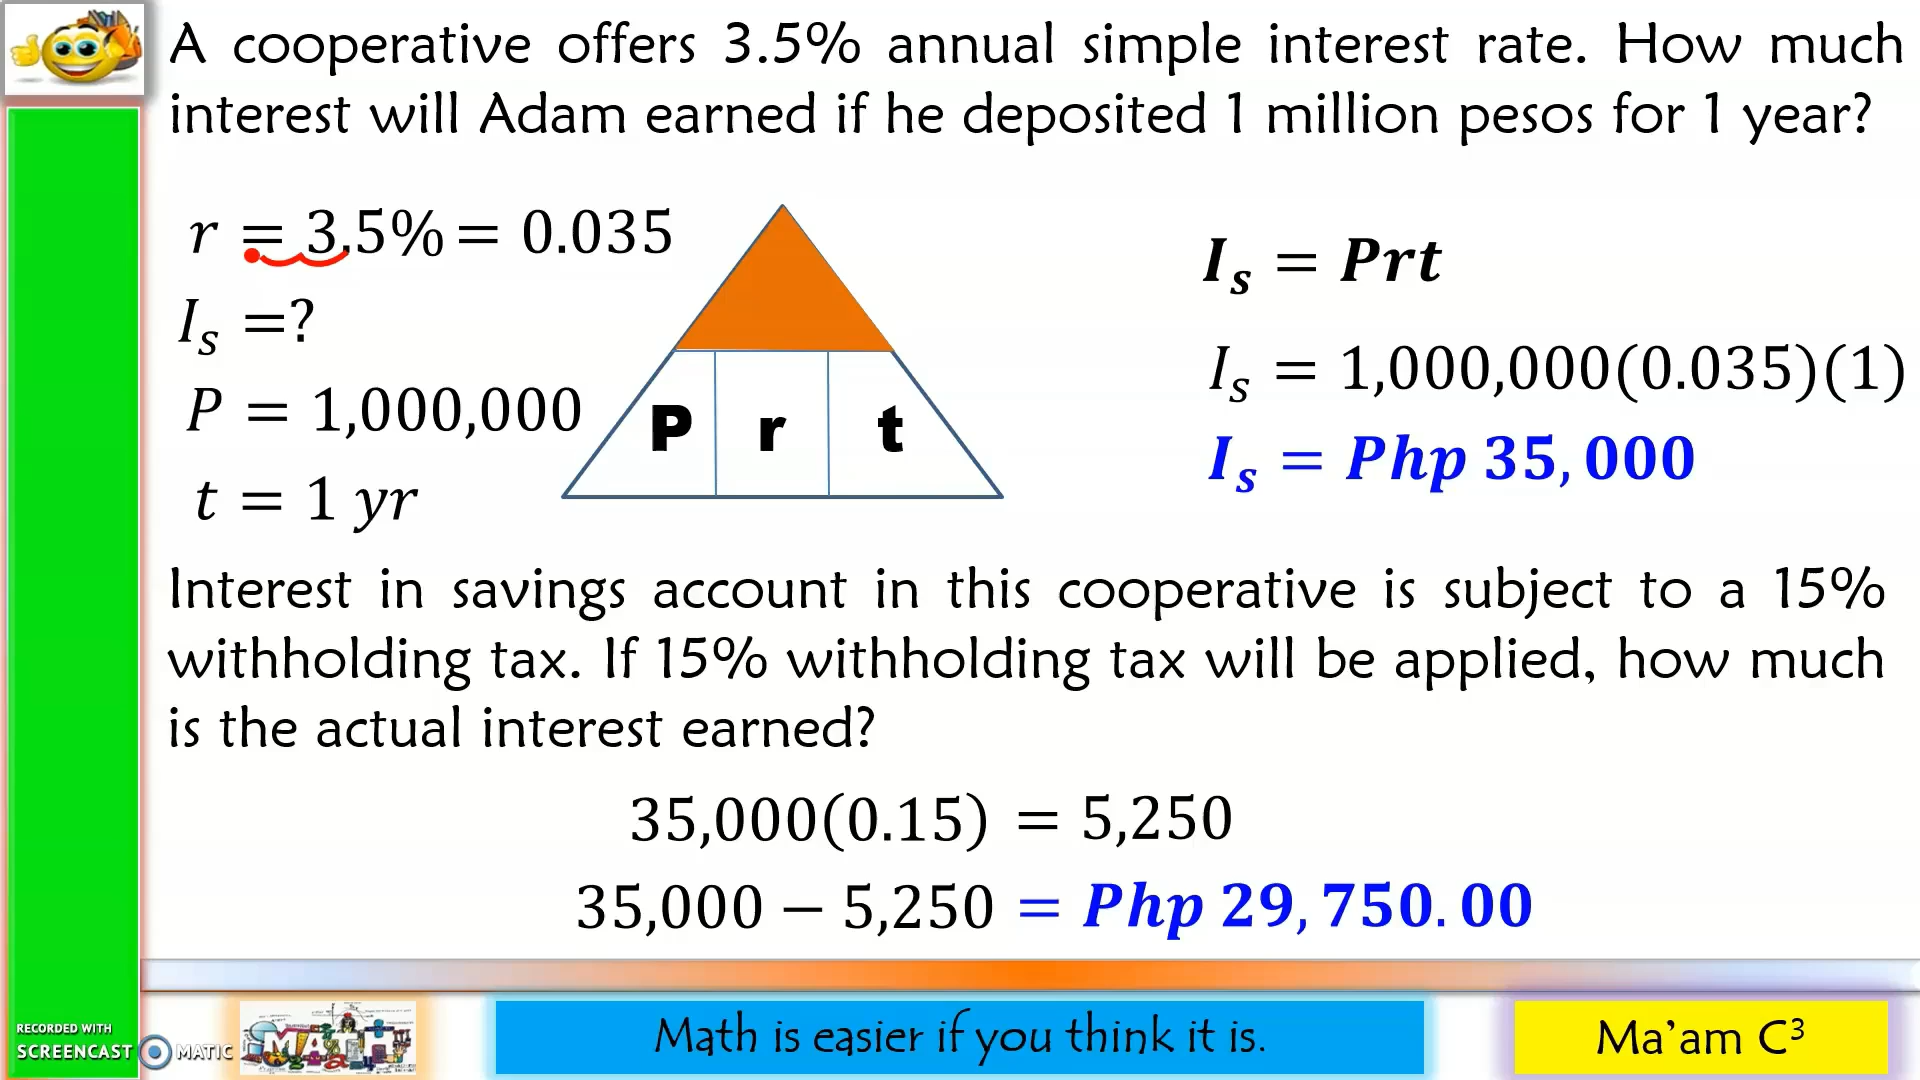 A cooperative offers 3.5% annual simple interest rate. How much
interest will Adam earned if he deposited 1 million pesos for 1 year?
r = 3.5% = 0.035
Iₛ =?
P = 1,000,000
t = 1 yr
P r t
Iₛ = Prt
Iₛ = 1,000,000(0.035)(1)
Iₛ = Php 35,000
Interest in savings account in this cooperative is subject to a 15%
withholding tax. If 15% withholding tax will be applied, how much
is the actual interest earned?
35,000(0.15) = 5,250
35,000 − 5,250 = Php 29,750.00
RECORDED WITH
SCREENCAST MATIC
MATH
Math is easier if you think it is.
Ma’am C³